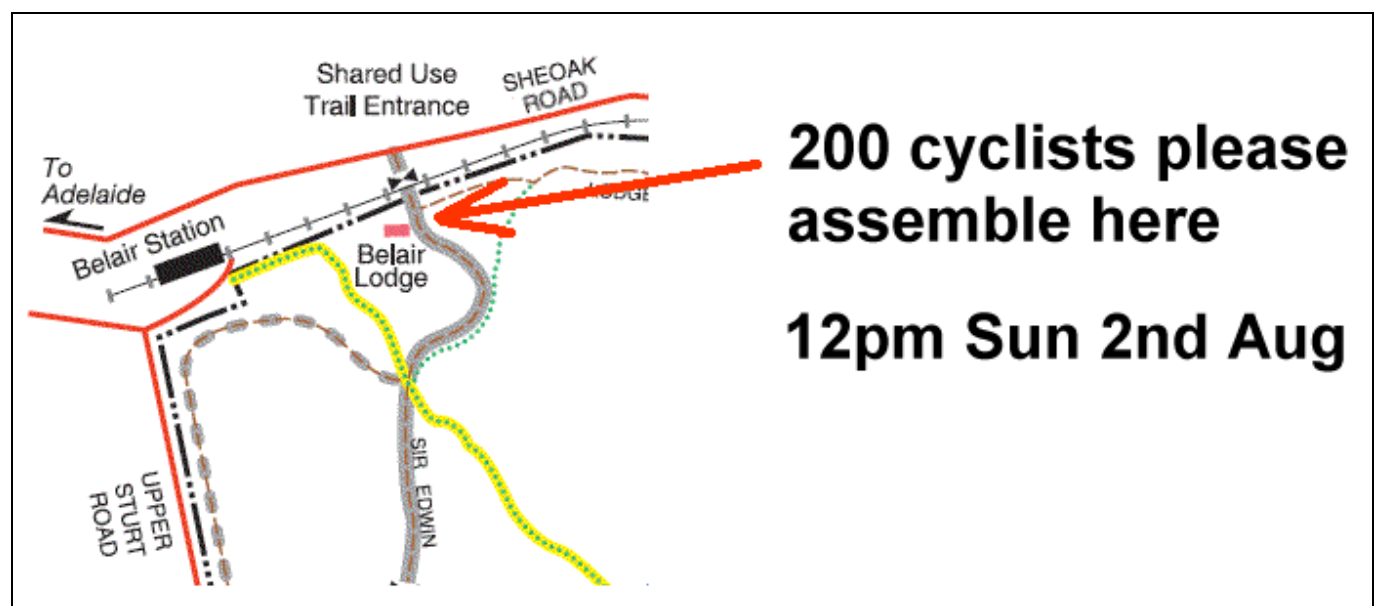 Shared Use
Trail Entrance
SHEOAK
ROAD
To
Adelaide
Belair Station
Belair
Lodge
200 cyclists please
assemble here
12pm Sun 2nd Aug
UPPER
STURT
ROAD
SIR EDWIN